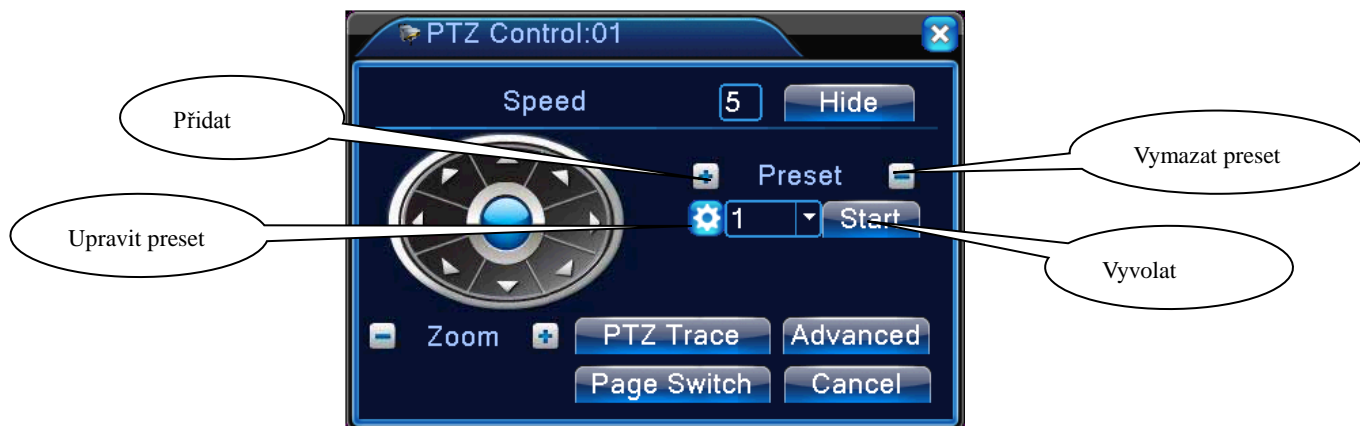 PTZ Control:01
Speed 5 Hide
Přidat
Preset
Vymazat preset
1 Start
Upravit preset
Vyvolat
Zoom PTZ Trace Advanced
Page Switch Cancel